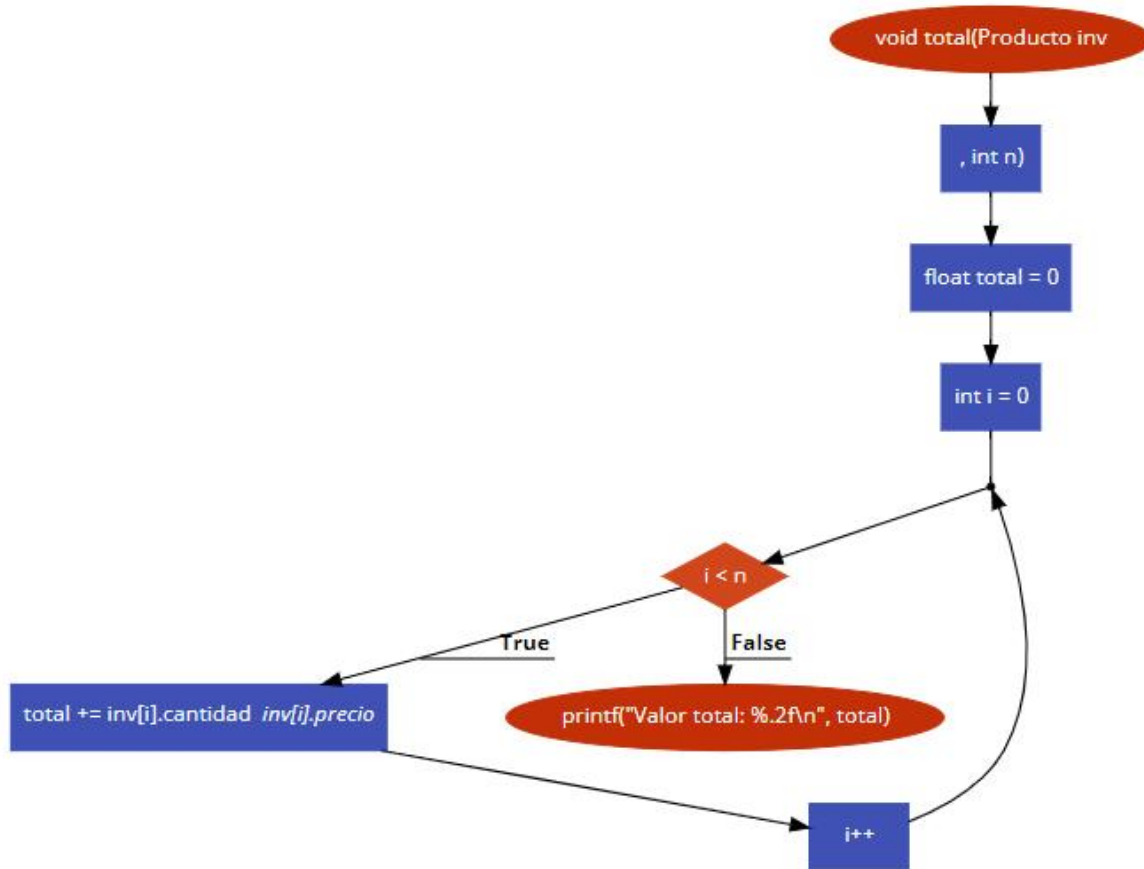 void total(Producto inv
, int n)
float total = 0
int i = 0
i < n
True
False
total += inv[i].cantidad inv[i].precio
printf("Valor total: %.2f\n", total)
i++